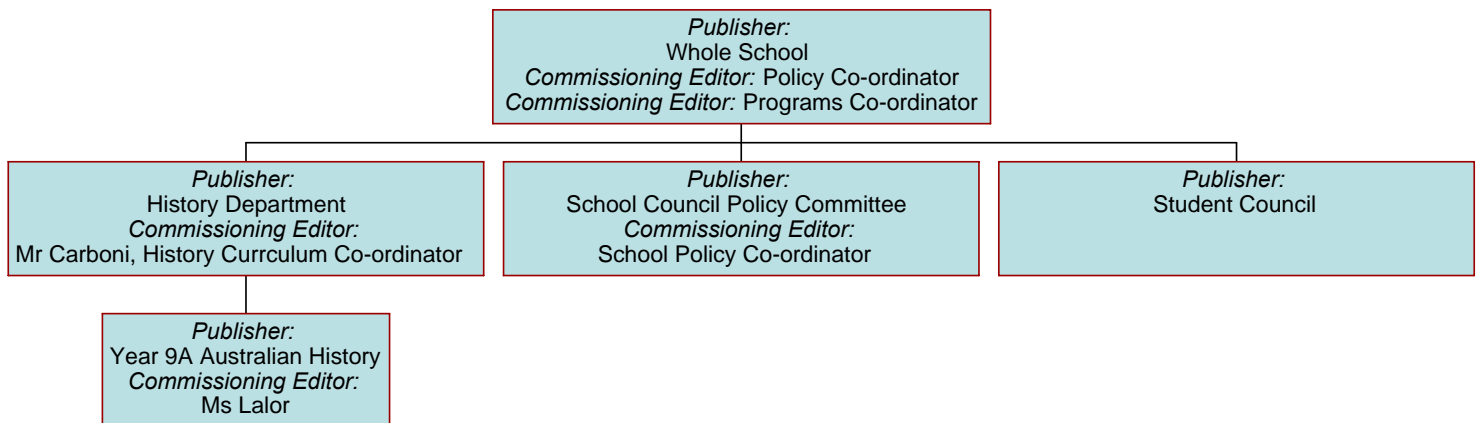 Publisher:
Whole School
Commissioning Editor: Policy Co-ordinator
Commissioning Editor: Programs Co-ordinator
Publisher:
History Department
Commissioning Editor:
Mr Carboni, History Currculum Co-ordinator
Publisher:
School Council Policy Committee
Commissioning Editor:
School Policy Co-ordinator
Publisher:
Student Council
Publisher:
Year 9A Australian History
Commissioning Editor:
Ms Lalor